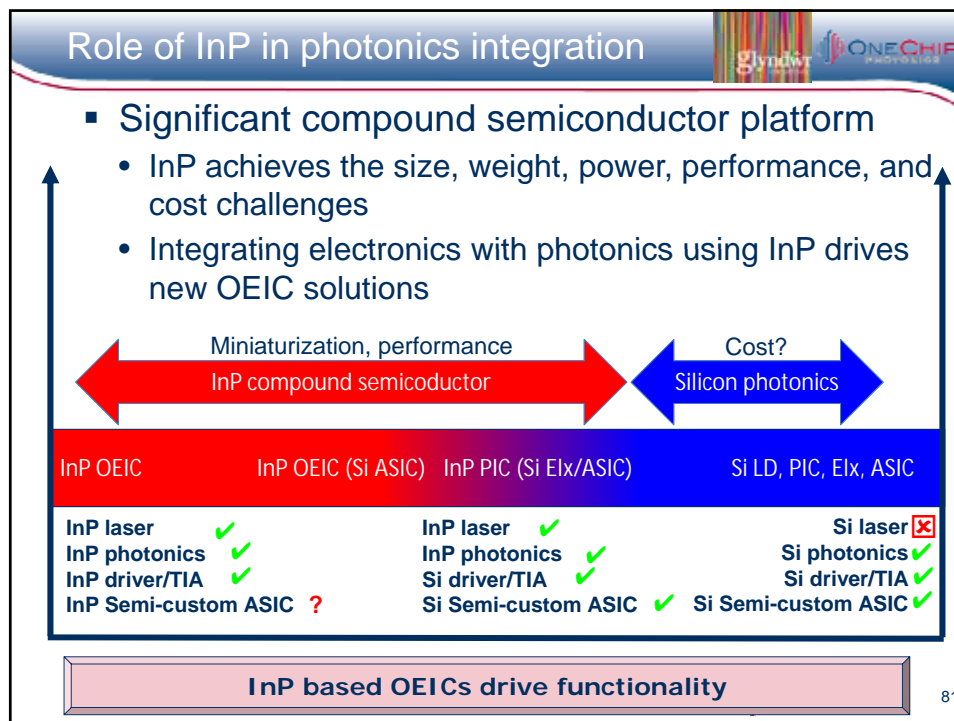 Role of InP in photonics integration
glyndŵr
ONECHIP
PHOTONICS
▪ Significant compound semiconductor platform
• InP achieves the size, weight, power, performance, and
cost challenges
• Integrating electronics with photonics using InP drives
new OEIC solutions
Miniaturization, performance
Cost?
InP compound semicoductor
Silicon photonics
InP OEIC
InP OEIC (Si ASIC)
InP PIC (Si Elx/ASIC)
Si LD, PIC, Elx, ASIC
InP laser ✔
InP photonics ✔
InP driver/TIA ✔
InP Semi-custom ASIC ?
InP laser ✔
InP photonics ✔
Si driver/TIA ✔
Si Semi-custom ASIC ✔
Si laser ☒
Si photonics ✔
Si driver/TIA ✔
Si Semi-custom ASIC ✔
InP based OEICs drive functionality
81